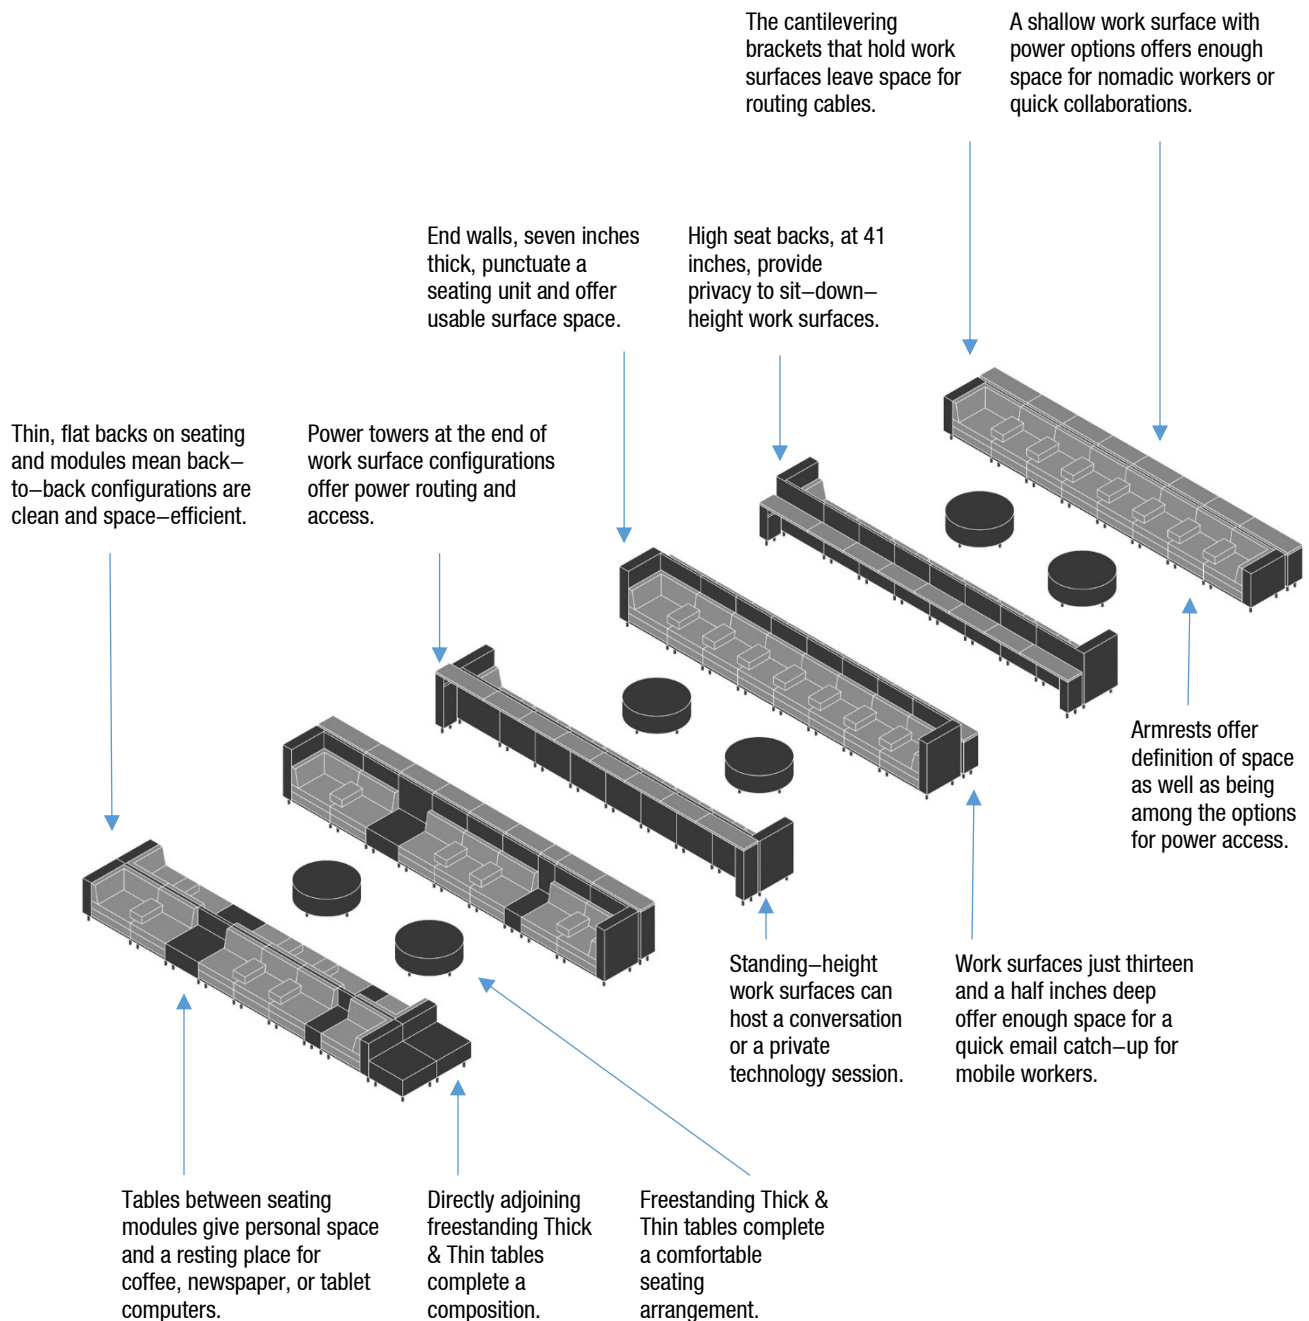 The cantilevering
brackets that hold work
surfaces leave space for
routing cables.
A shallow work surface with
power options offers enough
space for nomadic workers or
quick collaborations.
End walls, seven inches
thick, punctuate a
seating unit and offer
usable surface space.
High seat backs, at 41
inches, provide
privacy to sit–down–
height work surfaces.
Thin, flat backs on seating
and modules mean back–
to–back configurations are
clean and space–efficient.
Power towers at the end of
work surface configurations
offer power routing and
access.
Armrests offer
definition of space
as well as being
among the options
for power access.
Standing–height
work surfaces can
host a conversation
or a private
technology session.
Work surfaces just thirteen
and a half inches deep
offer enough space for a
quick email catch–up for
mobile workers.
Tables between seating
modules give personal space
and a resting place for
coffee, newspaper, or tablet
computers.
Directly adjoining
freestanding Thick
& Thin tables
complete a
composition.
Freestanding Thick &
Thin tables complete
a comfortable
seating
arrangement.